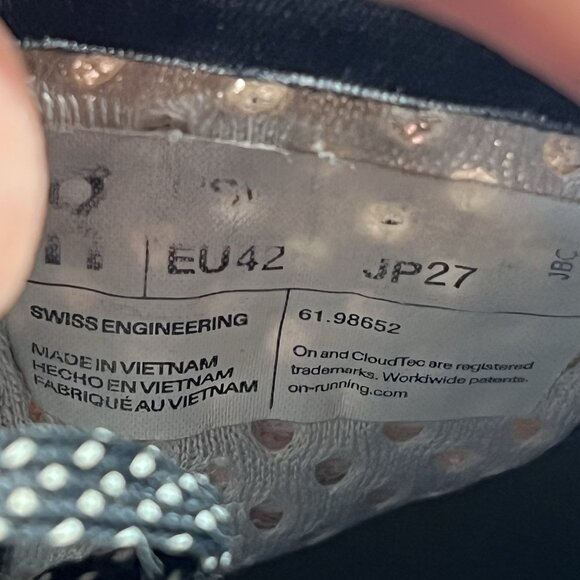 EU42
JP27
JBC
SWISS ENGINEERING
MADE IN VIETNAM
HECHO EN VIETNAM
FABRIQUÉ AU VIETNAM
61.98652
On and CloudTec are registered
trademarks. Worldwide patents.
on-running.com